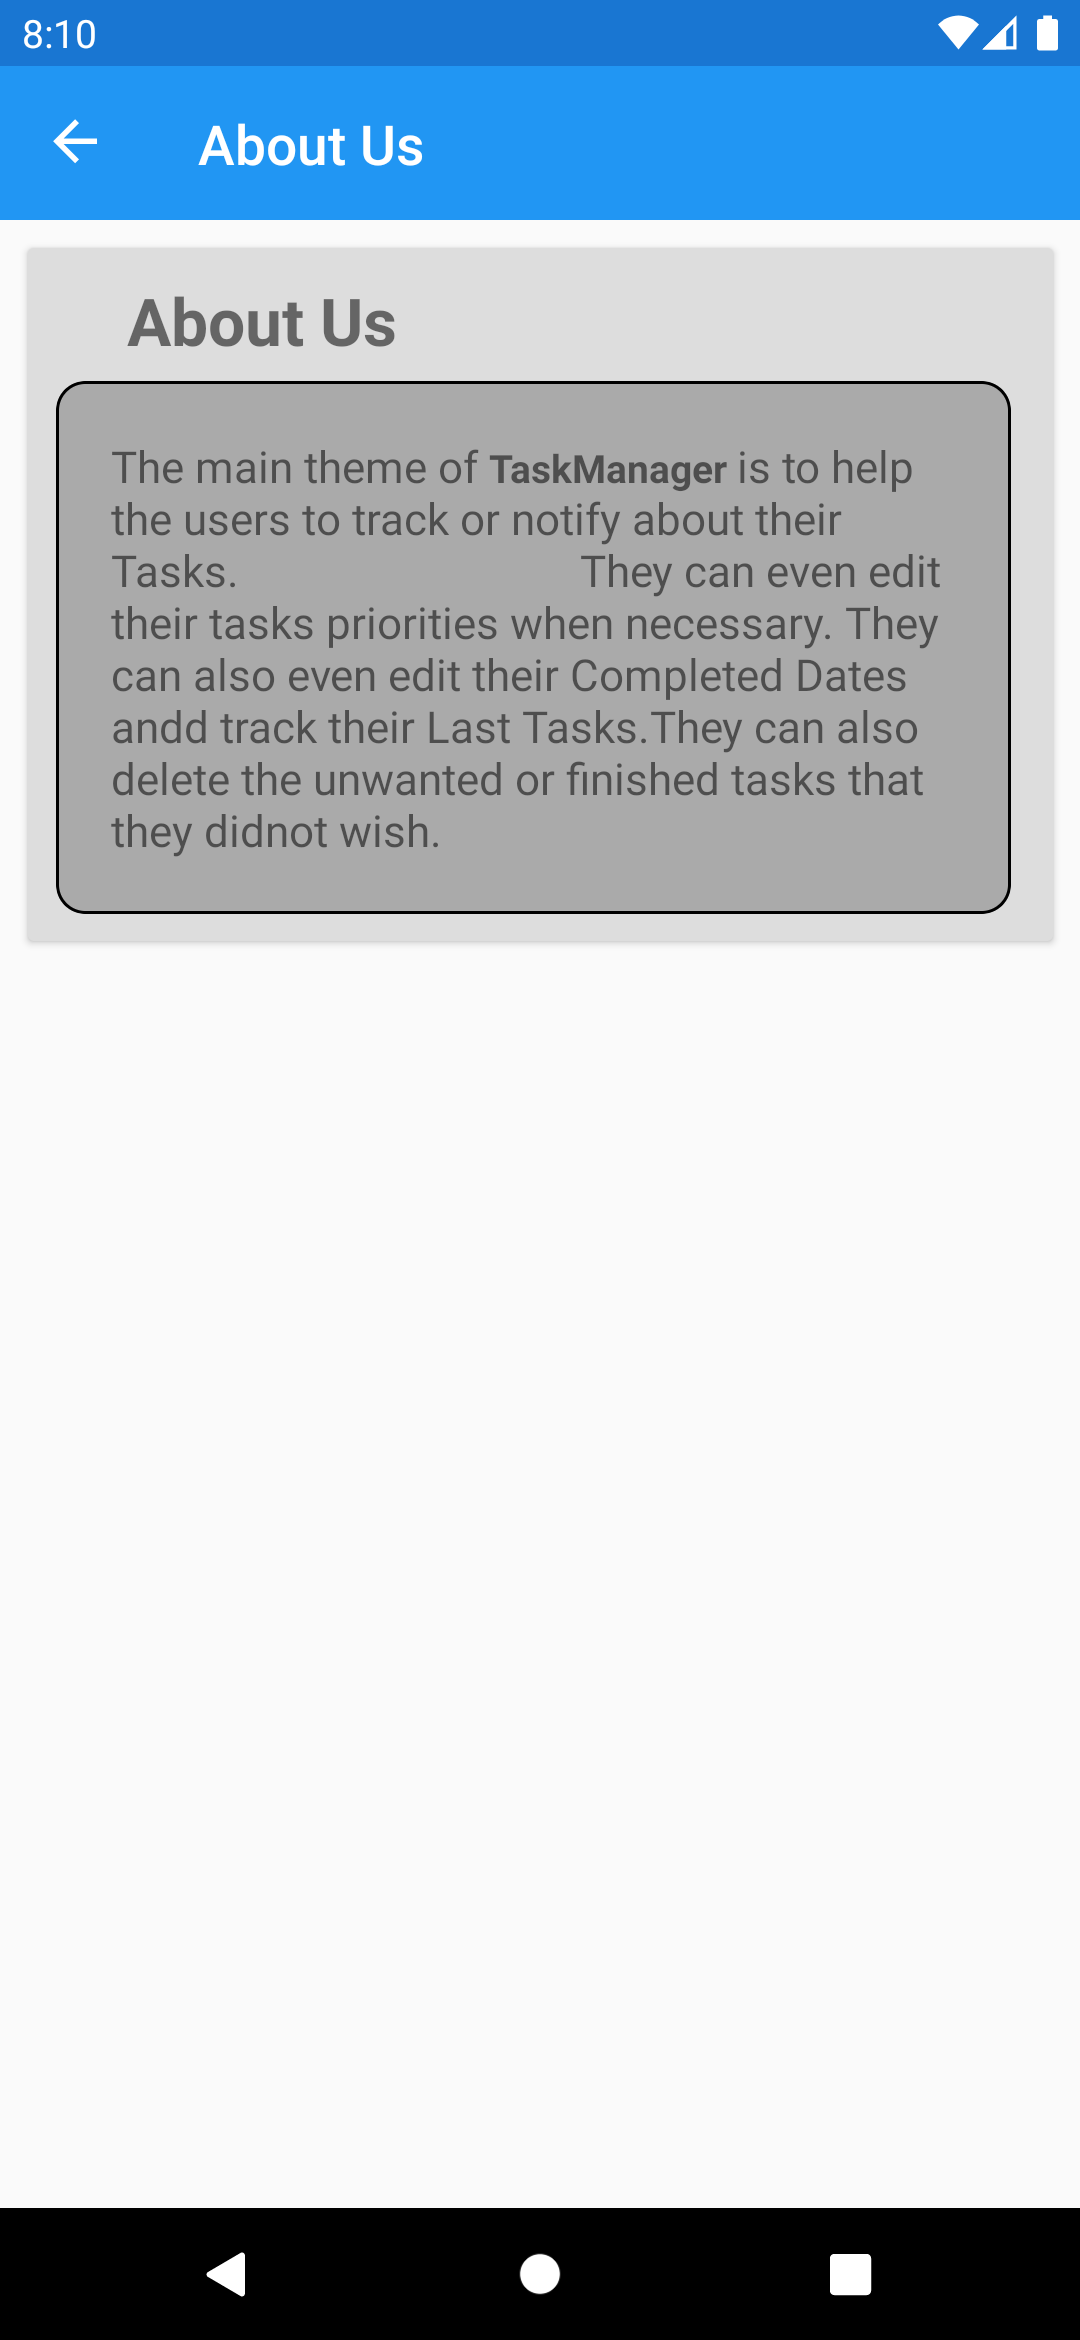 8:10
About Us
About Us
The main theme of TaskManager is to help
the users to track or notify about their
Tasks. They can even edit
their tasks priorities when necessary. They
can also even edit their Completed Dates
andd track their Last Tasks.They can also
delete the unwanted or finished tasks that
they didnot wish.